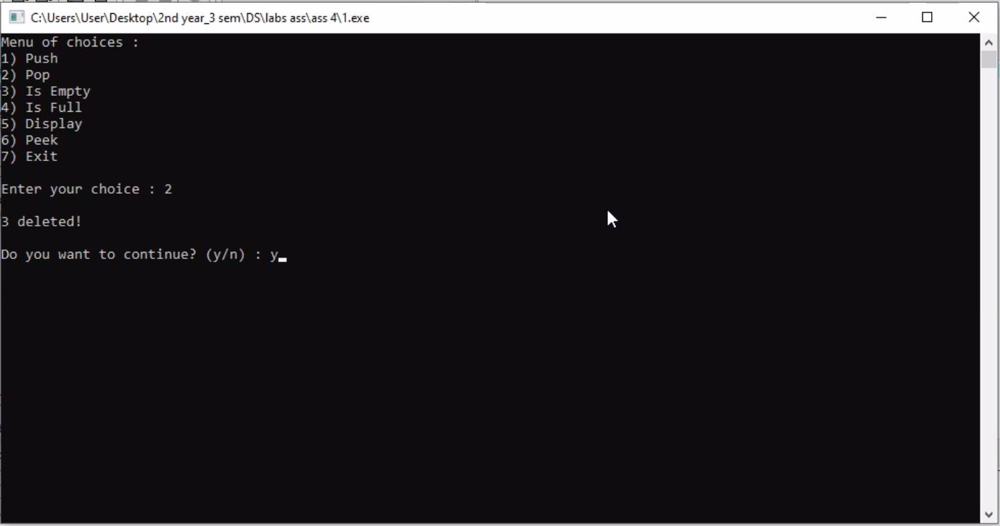 C:\Users\User\Desktop\2nd year_3 sem\DS\labs ass\ass 4\1.exe
Menu of choices :
1) Push
2) Pop
3) Is Empty
4) Is Full
5) Display
6) Peek
7) Exit
Enter your choice : 2
3 deleted!
Do you want to continue? (y/n) : y